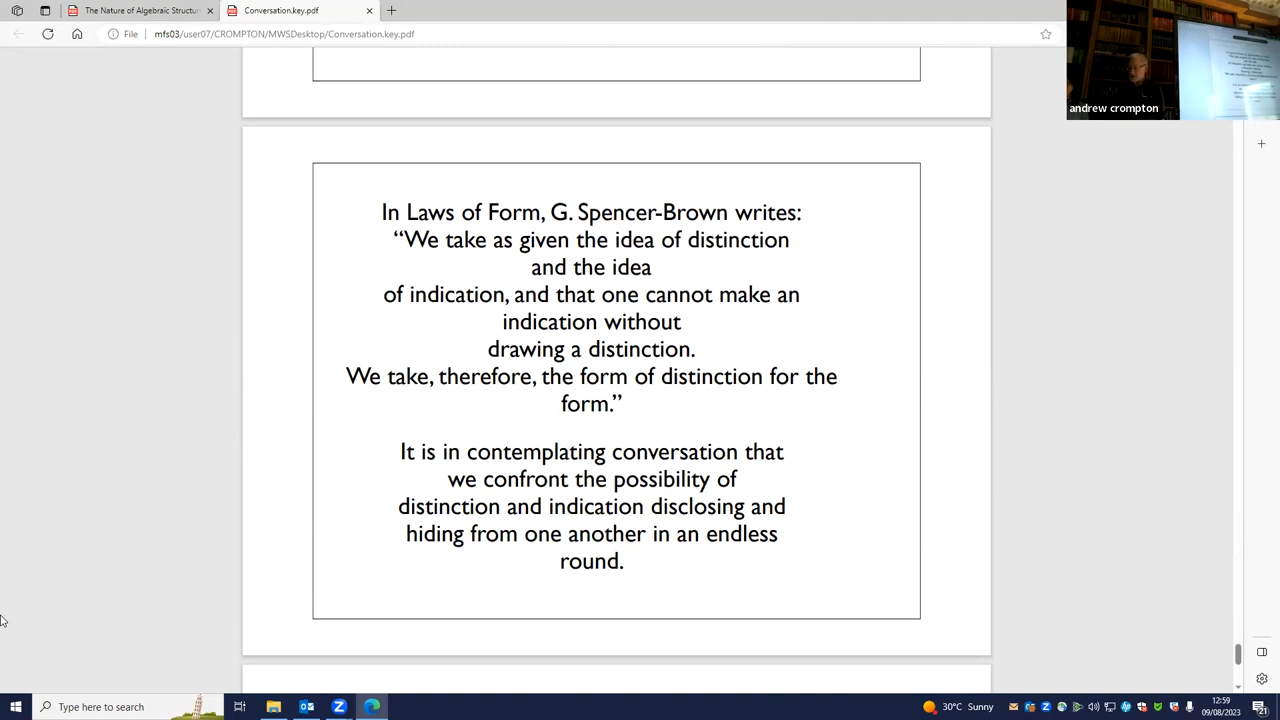 The Nature of Algebraic Structur
Conversation.key.pdf
File
mfs03/user07/CROMPTON/MWSDesktop/Conversation.key.pdf
andrew crompton
In Laws of Form, G. Spencer-Brown writes:
“We take as given the idea of distinction
and the idea
of indication, and that one cannot make an
indication without
drawing a distinction.
We take, therefore, the form of distinction for the
form.”
It is in contemplating conversation that
we confront the possibility of
distinction and indication disclosing and
hiding from one another in an endless
round.
Type here to search
30°C Sunny
12:59
09/08/2023
21